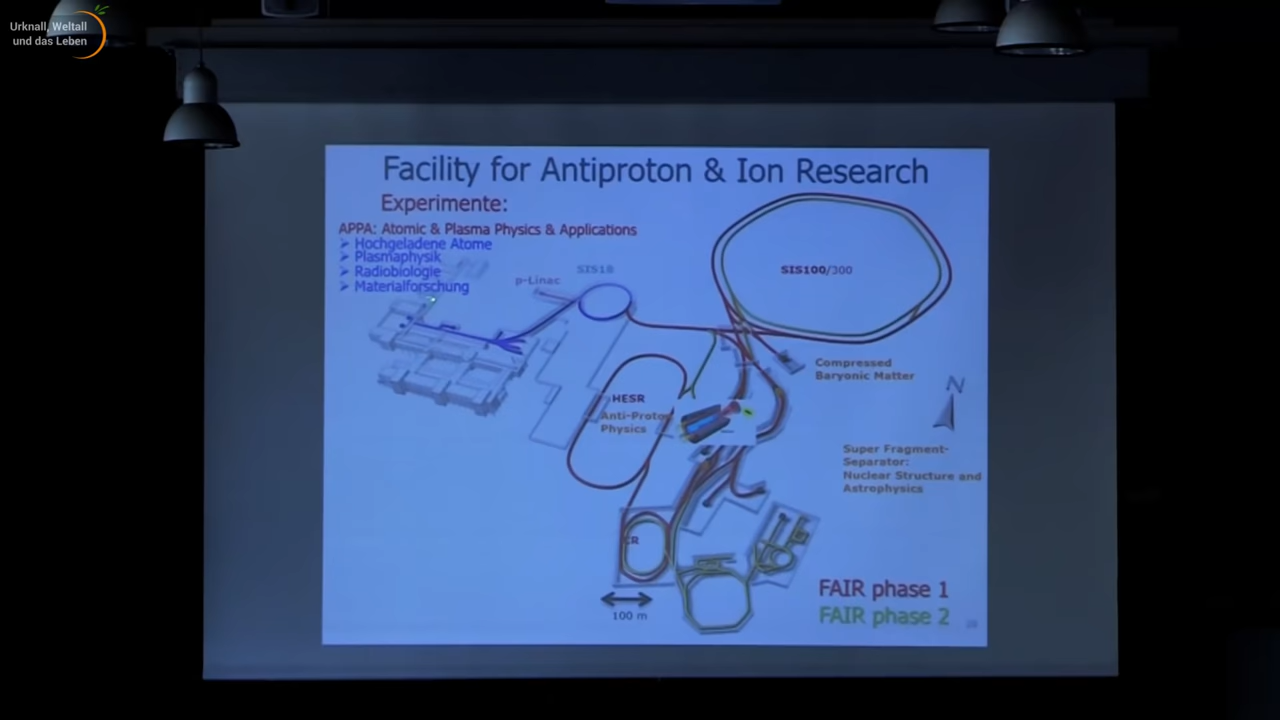 Urknall, Weltall
und das Leben
Facility for Antiproton & Ion Research
Experimente:
APPA: Atomic & Plasma Physics & Applications
Hochgeladene Atome
Plasmaphysik
Radiobiologie
Materialforschung
SIS18
p-Linac
SIS100/300
Compressed
Baryonic Matter
N
HESR
Anti-Proto
Physics
Super Fragment-
Separator:
Nuclear Structure and
Astrophysics
CR
100 m
FAIR phase 1
FAIR phase 2